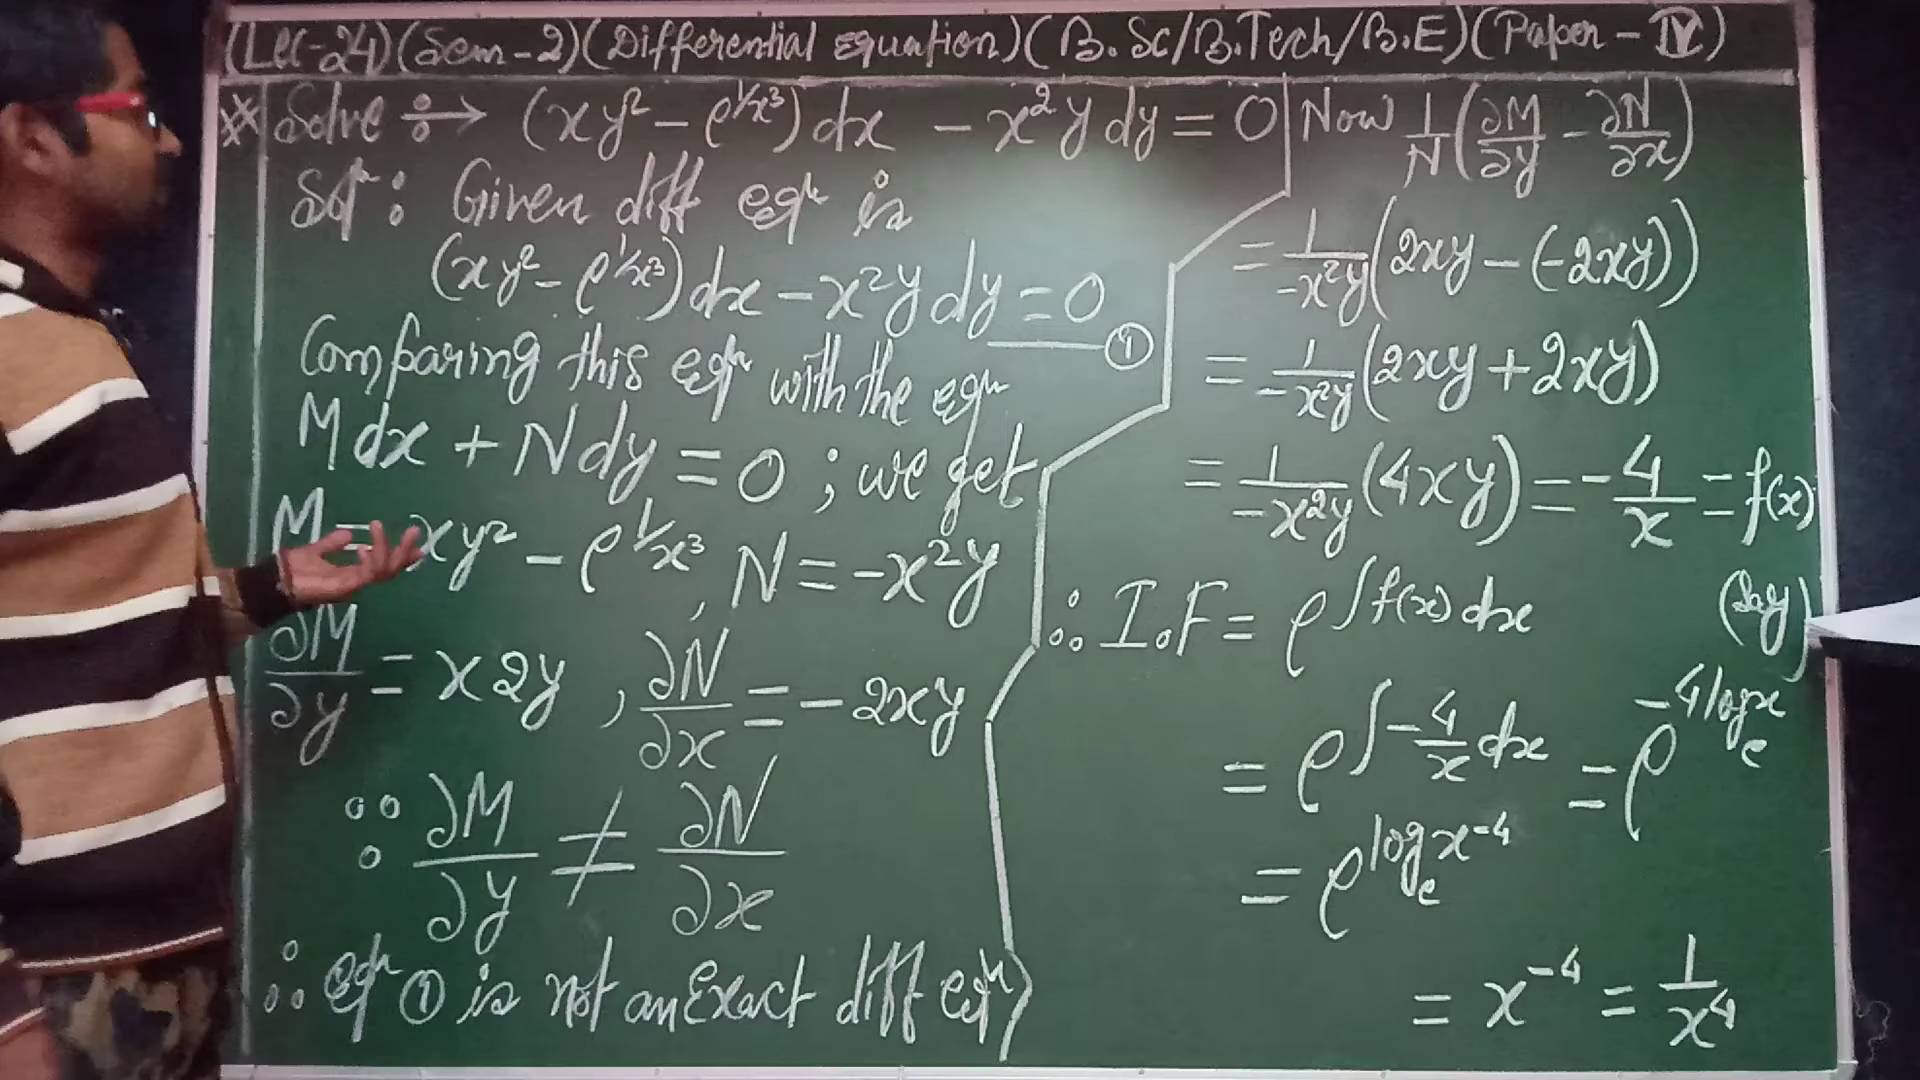 (Lec-24)(Sem-2)(Differential equation)(B.Sc/B.Tech/B.E)(Paper-IV)
** Solve ÷→ (xy² - e^{1/x³})dx - x²y dy = 0
Solⁿ: Given diff eqⁿ is
(xy² - e^{1/x³})dx - x²y dy = 0 ——①
Comparing this eqⁿ with the eqⁿ
Mdx + Ndy = 0 ; we get
M = xy² - e^{1/x³}, N = -x²y
∂M/∂y = x2y , ∂N/∂x = -2xy
∵ ∂M/∂y ≠ ∂N/∂x
∴ eqⁿ ① is not an Exact diff eqⁿ
Now 1/N (∂M/∂y - ∂N/∂x)
= 1/-x²y (2xy - (-2xy))
= 1/-x²y (2xy + 2xy)
= 1/-x²y (4xy) = -4/x = f(x)
(Say)
∴ I.F = e^{∫f(x)dx}
= e^{∫-4/x dx} = e^{-4logₑx}
= e^{logₑx⁻⁴}
= x⁻⁴ = 1/x⁴